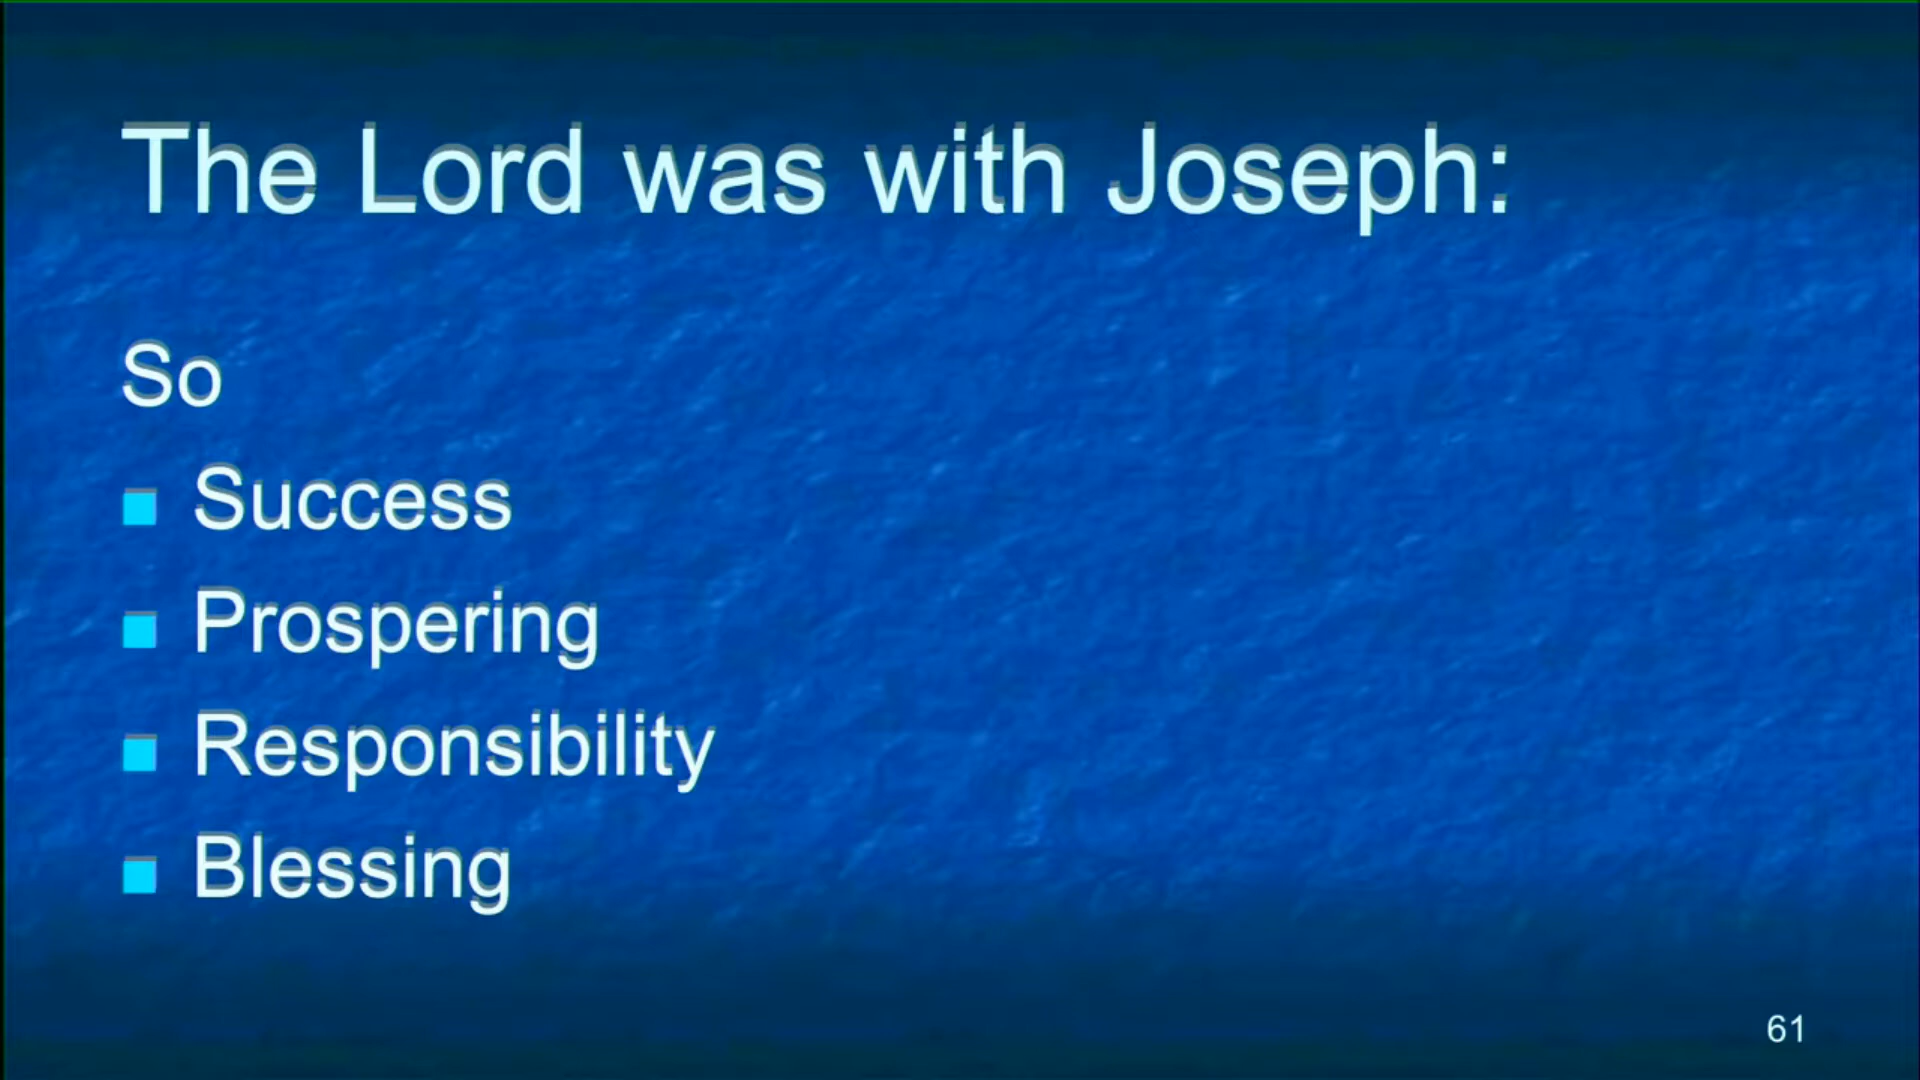 The Lord was with Joseph:
So
■ Success
■ Prospering
■ Responsibility
■ Blessing
61